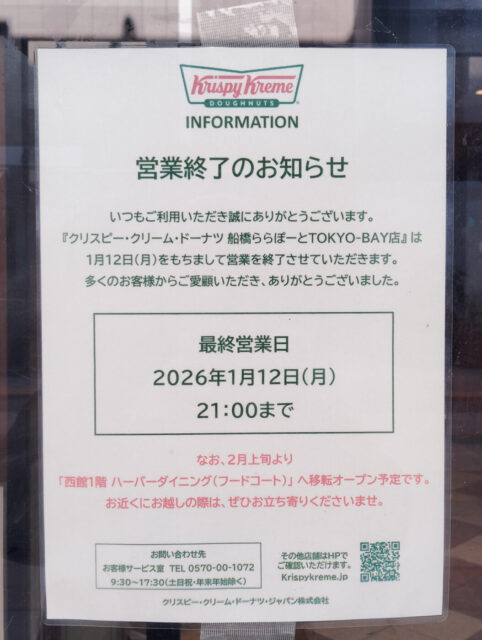 Krispy Kreme
DOUGHNUTS
INFORMATION
営業終了のお知らせ
いつもご利用いただき誠にありがとうございます。
『クリスピー・クリーム・ドーナツ 船橋ららぽーとTOKYO-BAY店』は
1月12日(月)をもちまして営業を終了させていただきます。
多くのお客様からご愛顧いただき、ありがとうございました。
最終営業日
2026年1月12日(月)
21:00まで
なお、2月上旬より
「西館1階 ハーバーダイニング(フードコート)」へ移転オープン予定です。
お近くにお越しの際は、ぜひお立ち寄りくださいませ。
お問い合わせ先
お客様サービス室 TEL 0570-00-1072
9:30~17:30(土日祝・年末年始除く)
その他店舗はHPで
ご確認いただけます。
Krispykreme.jp
クリスピー・クリーム・ドーナツ・ジャパン株式会社